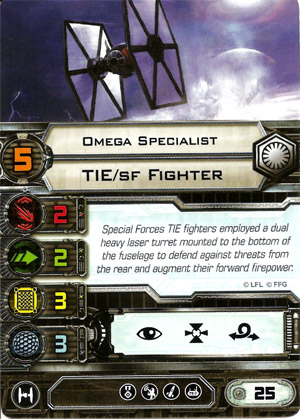 Omega Specialist
5
TIE/sf Fighter
2
2
3
3
Special Forces TIE fighters employed a dual
heavy laser turret mounted to the bottom of
the fuselage to defend against threats from
the rear and augment their forward firepower.
© LFL © FFG
25